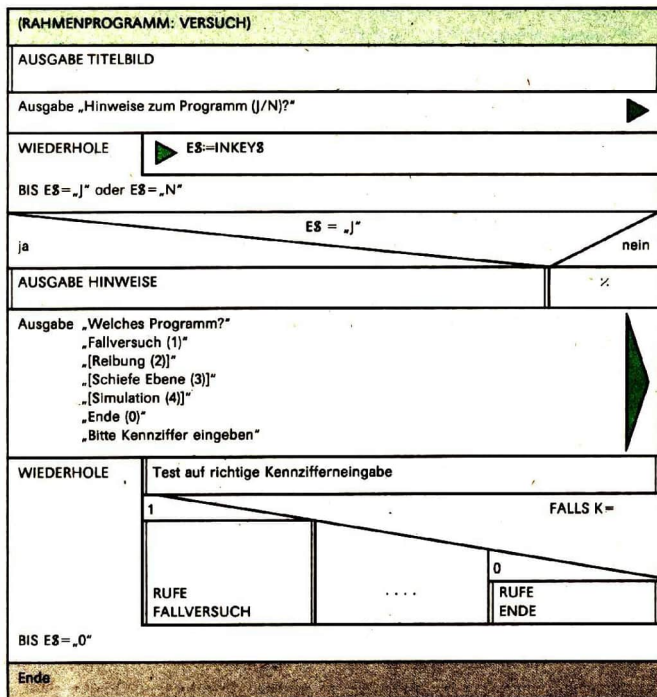 (RAHMENPROGRAMM: VERSUCH)
AUSGABE TITELBILD
Ausgabe „Hinweise zum Programm (J/N)?"
WIEDERHOLE
E$:=INKEY$
BIS E$=„J" oder E$=„N"
E$ = „J"
ja
nein
AUSGABE HINWEISE
٪
Ausgabe „Welches Programm?"
„Fallversuch (1)"
„[Reibung (2)]"
„[Schiefe Ebene (3)]"
„[Simulation (4)]"
„Ende (0)"
„Bitte Kennziffer eingeben"
WIEDERHOLE
Test auf richtige Kennzifferneingabe
1
FALLS K=
0
RUFE
FALLVERSUCH
....
RUFE
ENDE
BIS E$=„0"
Ende